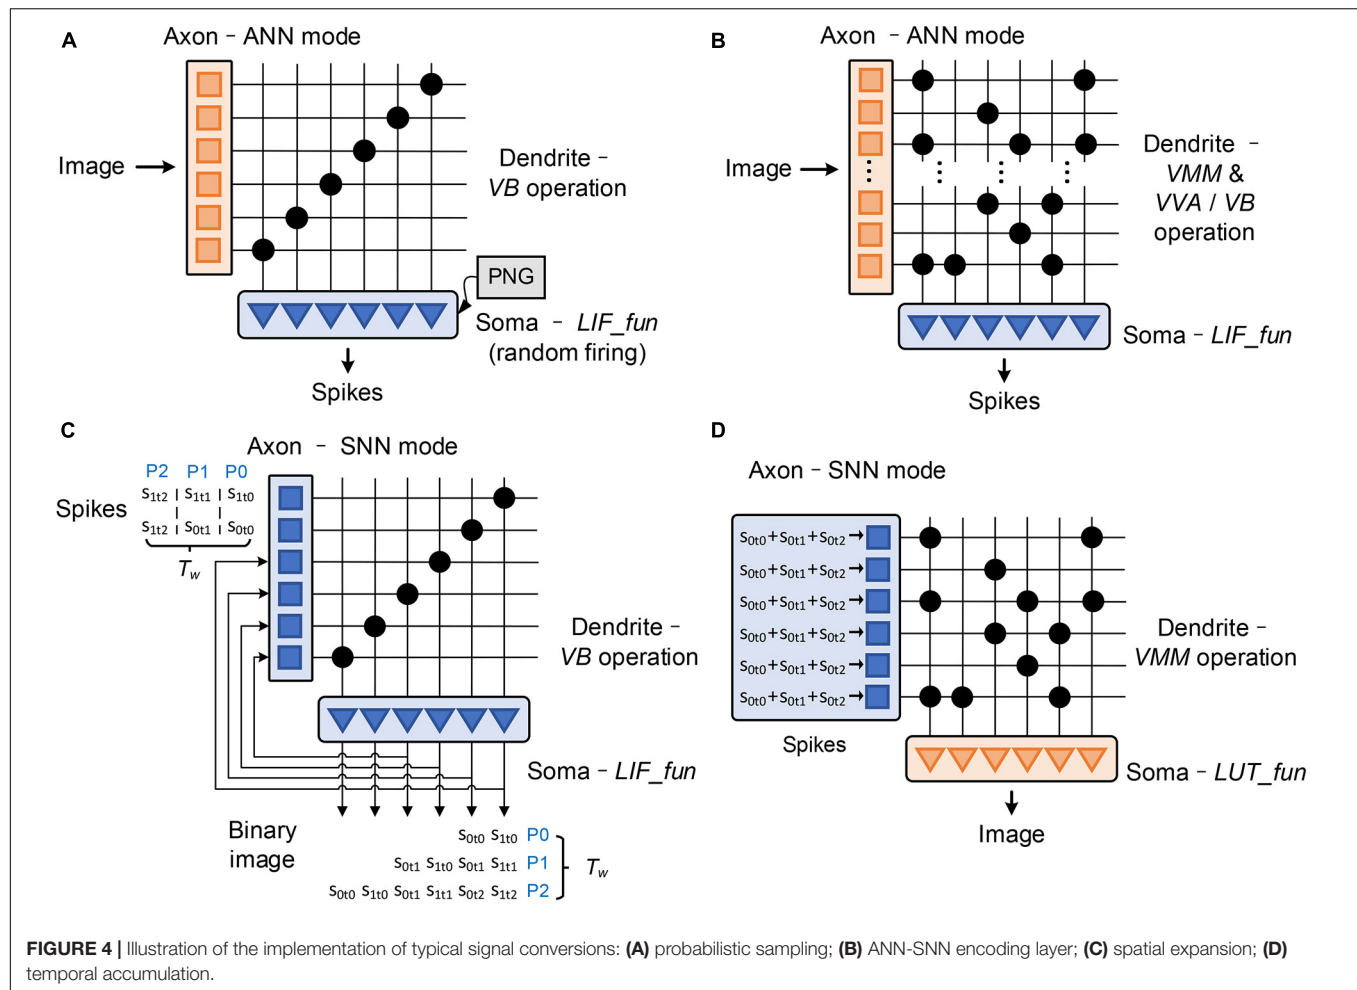 A
Axon – ANN mode
Image
Dendrite –
VB operation
PNG
Soma – LIF_fun
(random firing)
Spikes
B
Axon – ANN mode
Image
Dendrite –
VMM &
VVA / VB
operation
Soma – LIF_fun
Spikes
C
Axon – SNN mode
P2 P1 P0
Spikes
s1t2 s1t1 s1t0
s1t2 s0t1 s0t0
Tw
Dendrite –
VB operation
Soma – LIF_fun
Binary
image
s0t0 s1t0 P0
s0t1 s1t0 s0t1 s1t1 P1
s0t0 s1t0 s0t1 s1t1 s0t2 s1t2 P2
Tw
D
Axon – SNN mode
s0t0+s0t1+s0t2
s0t0+s0t1+s0t2
s0t0+s0t1+s0t2
s0t0+s0t1+s0t2
s0t0+s0t1+s0t2
s0t0+s0t1+s0t2
Spikes
Dendrite –
VMM operation
Soma – LUT_fun
Image
FIGURE 4 | Illustration of the implementation of typical signal conversions: (A) probabilistic sampling; (B) ANN-SNN encoding layer; (C) spatial expansion; (D)
temporal accumulation.